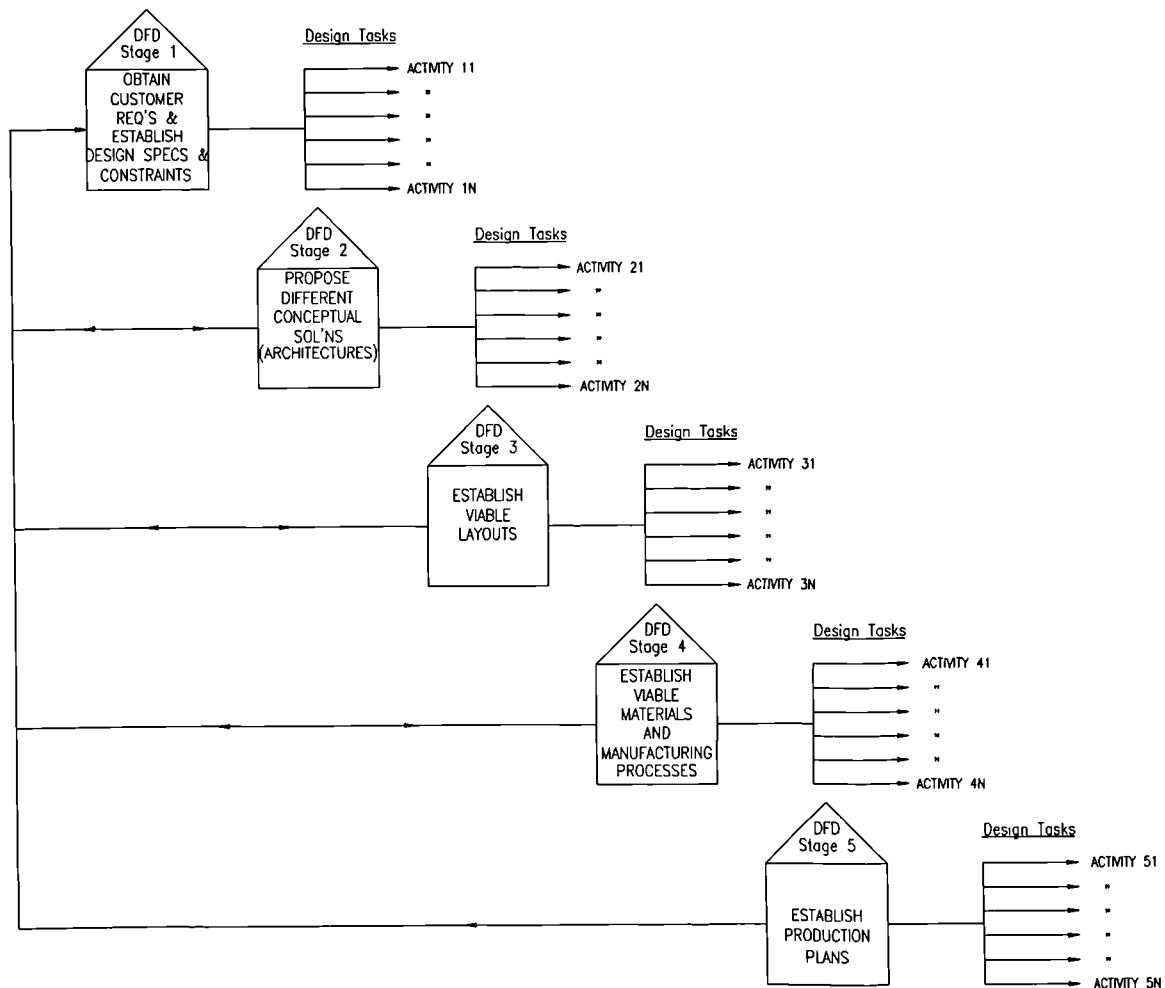 DFD
Stage 1
OBTAIN
CUSTOMER
REQ'S &
ESTABLISH
DESIGN SPECS &
CONSTRAINTS
Design Tasks
ACTIVITY 11
"
"
"
"
ACTIVITY 1N
DFD
Stage 2
PROPOSE
DIFFERENT
CONCEPTUAL
SOL'NS
(ARCHITECTURES)
Design Tasks
ACTIVITY 21
"
"
"
"
ACTIVITY 2N
DFD
Stage 3
ESTABLISH
VIABLE
LAYOUTS
Design Tasks
ACTIVITY 31
"
"
"
"
ACTIVITY 3N
DFD
Stage 4
ESTABLISH
VIABLE
MATERIALS
AND
MANUFACTURING
PROCESSES
Design Tasks
ACTIVITY 41
"
"
"
"
ACTIVITY 4N
DFD
Stage 5
ESTABLISH
PRODUCTION
PLANS
Design Tasks
ACTIVITY 51
"
"
"
"
ACTIVITY 5N